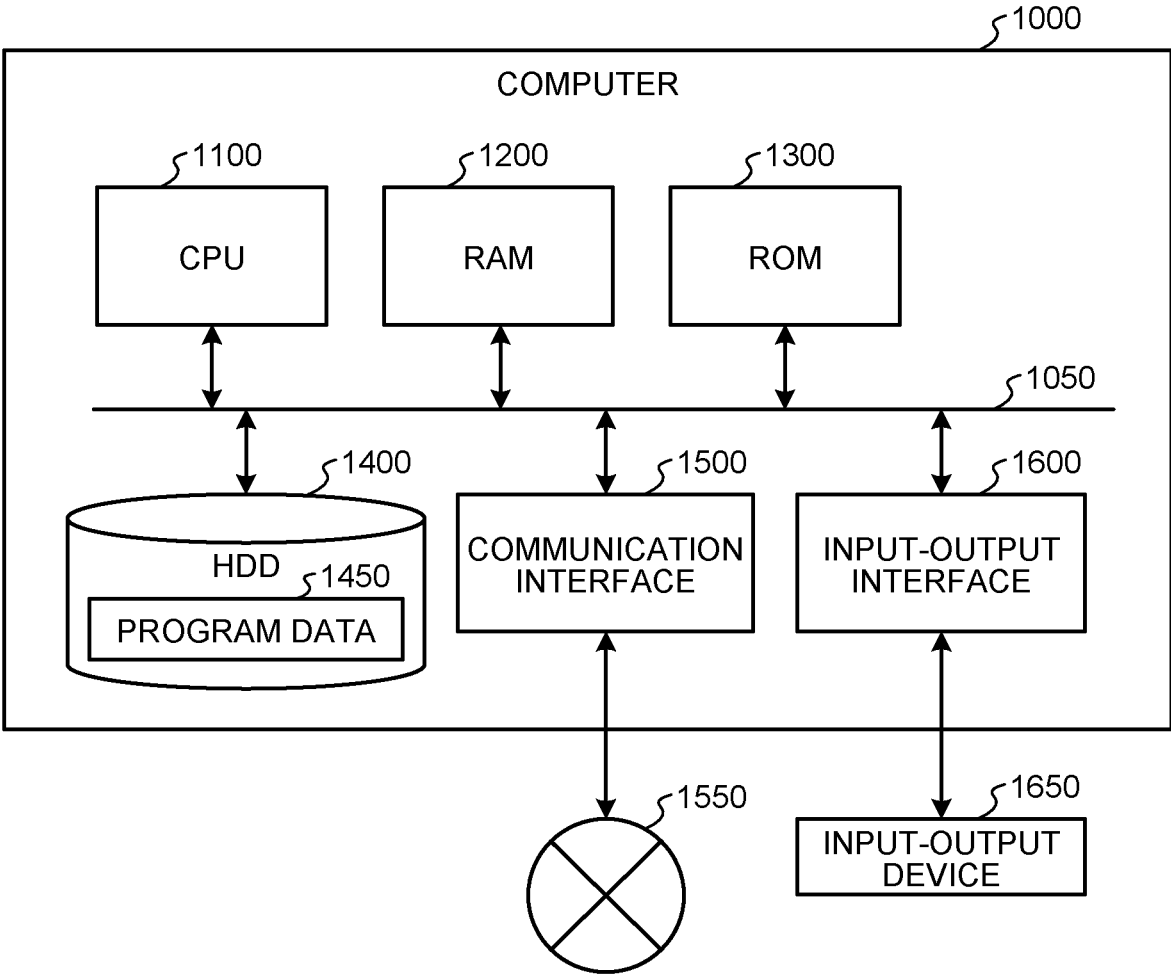 1000
COMPUTER
1100
1200
1300
CPU
RAM
ROM
1050
1400
1500
1600
HDD
1450
PROGRAM DATA
COMMUNICATION
INTERFACE
INPUT-OUTPUT
INTERFACE
1550
1650
INPUT-OUTPUT
DEVICE